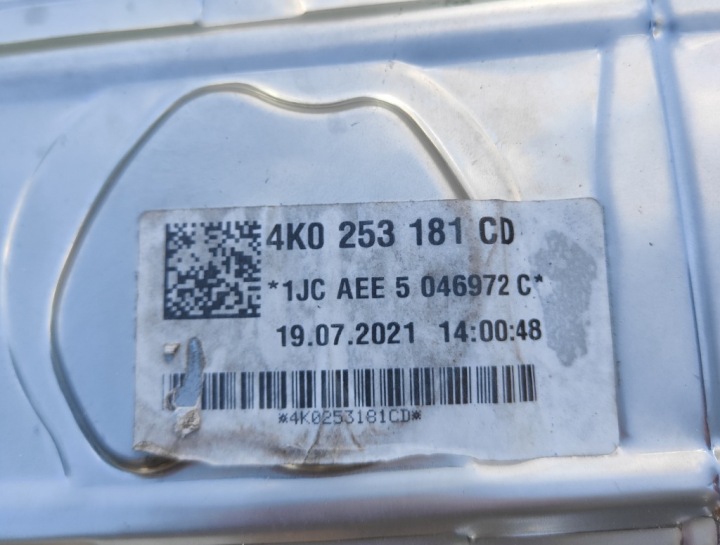 4K0 253 181 CD
*1JC AEE 5 046972 C*
19.07.2021 14:00:48
*4K0253181CD*